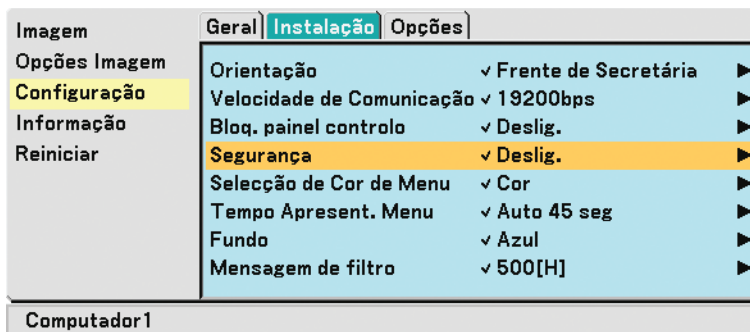 Imagem
Opções Imagem
Configuração
Informação
Reiniciar
Geral Instalação Opções
Orientação ✓ Frente de Secretária ▶
Velocidade de Comunicação ✓ 19200bps ▶
Bloq. painel controlo ✓ Deslig. ▶
Segurança ✓ Deslig. ▶
Selecção de Cor de Menu ✓ Cor ▶
Tempo Apresent. Menu ✓ Auto 45 seg ▶
Fundo ✓ Azul ▶
Mensagem de filtro ✓ 500[H] ▶
Computador1